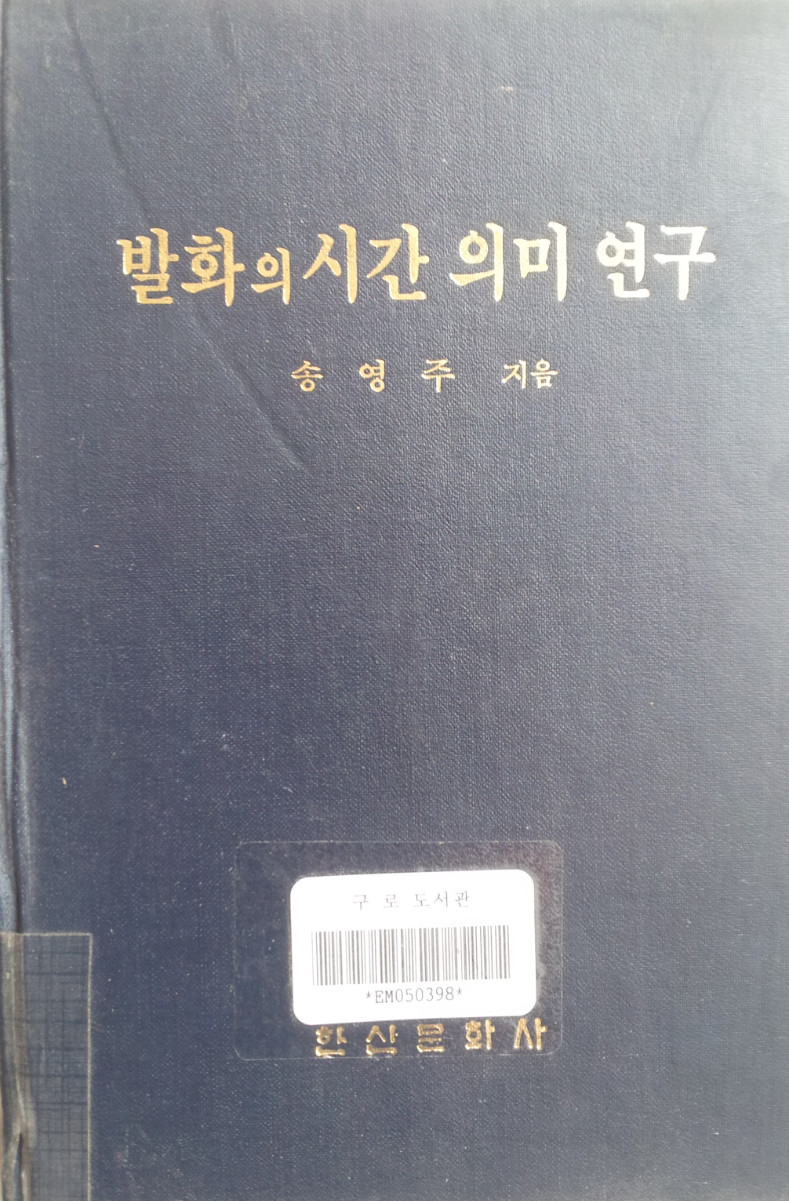 발화의 시간 의미 연구
송 영 주 지음
구 로 도서관
*EM050398*
한 산 문 화 사